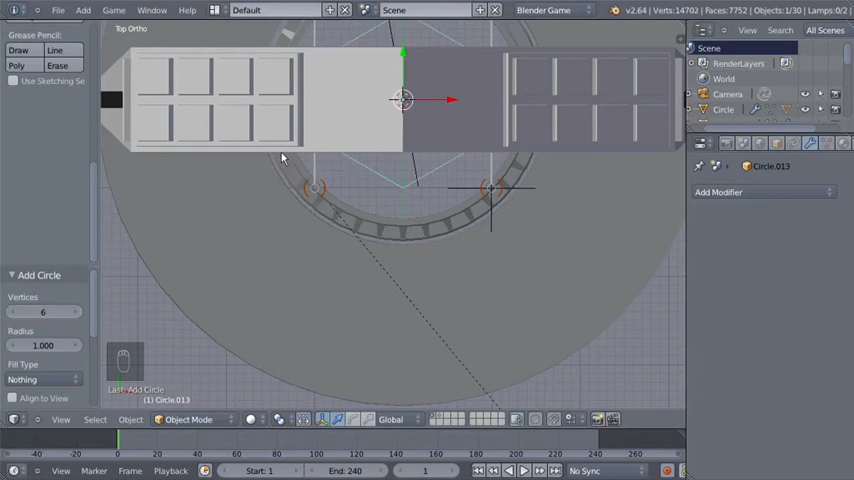 File Add Game Window Help Default Scene Blender Game v2.64 | Verts:14702 | Faces:7752 | Objects:1/30 | Camera
Grease Pencil:
Draw Line
Poly Erase
Use Sketching Se
Top Ortho
View Search All Scenes
Scene
RenderLayers
World
Camera
Circle
Circle.013
Add Modifier
Add Circle
Vertices
6
Radius
1.000
Fill Type
Nothing
Align to View
Last: Add Circle
(1) Circle.013
View Select Object Object Mode Global
-40 -20 0 20 40 60 80 100 120 140 160 180 200 220 240 260
View Marker Frame Playback Start: 1 End: 240 1 No Sync